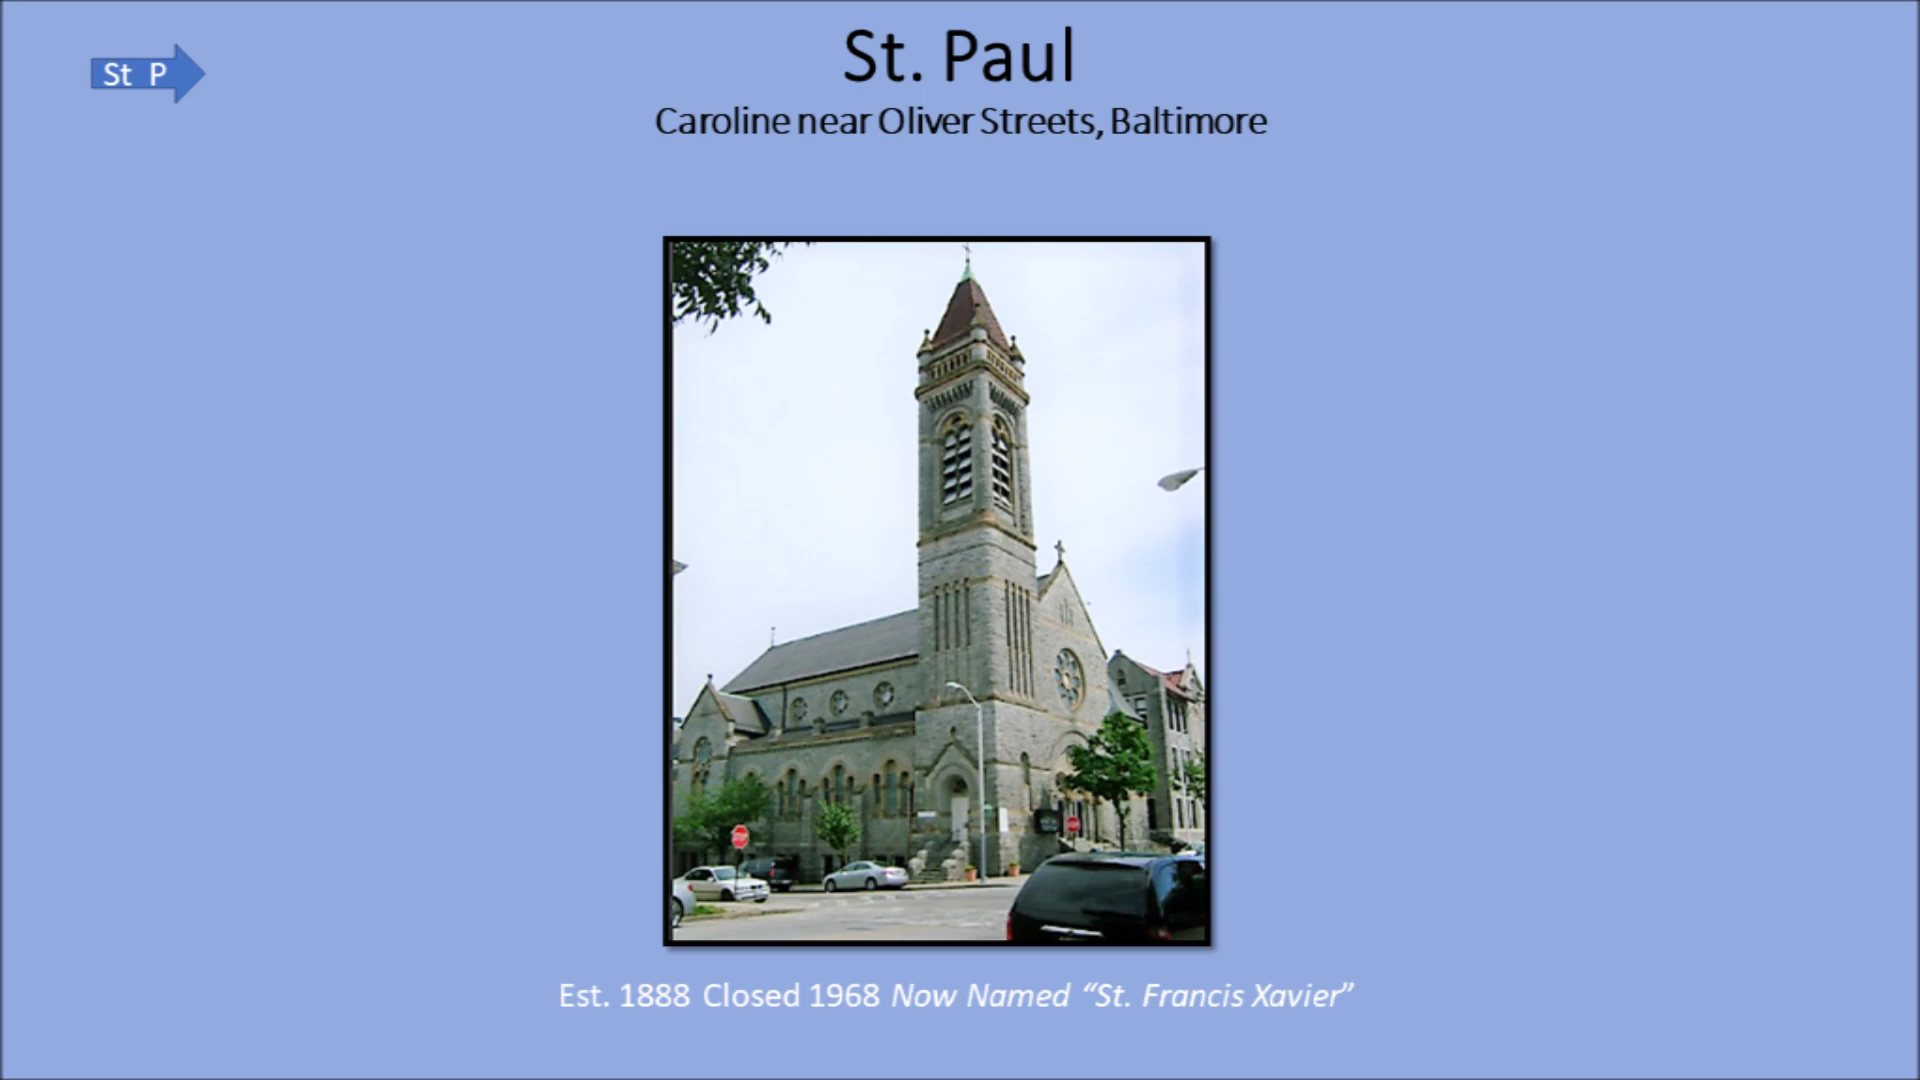 St P
St. Paul
Caroline near Oliver Streets, Baltimore
Est. 1888 Closed 1968 Now Named “St. Francis Xavier”